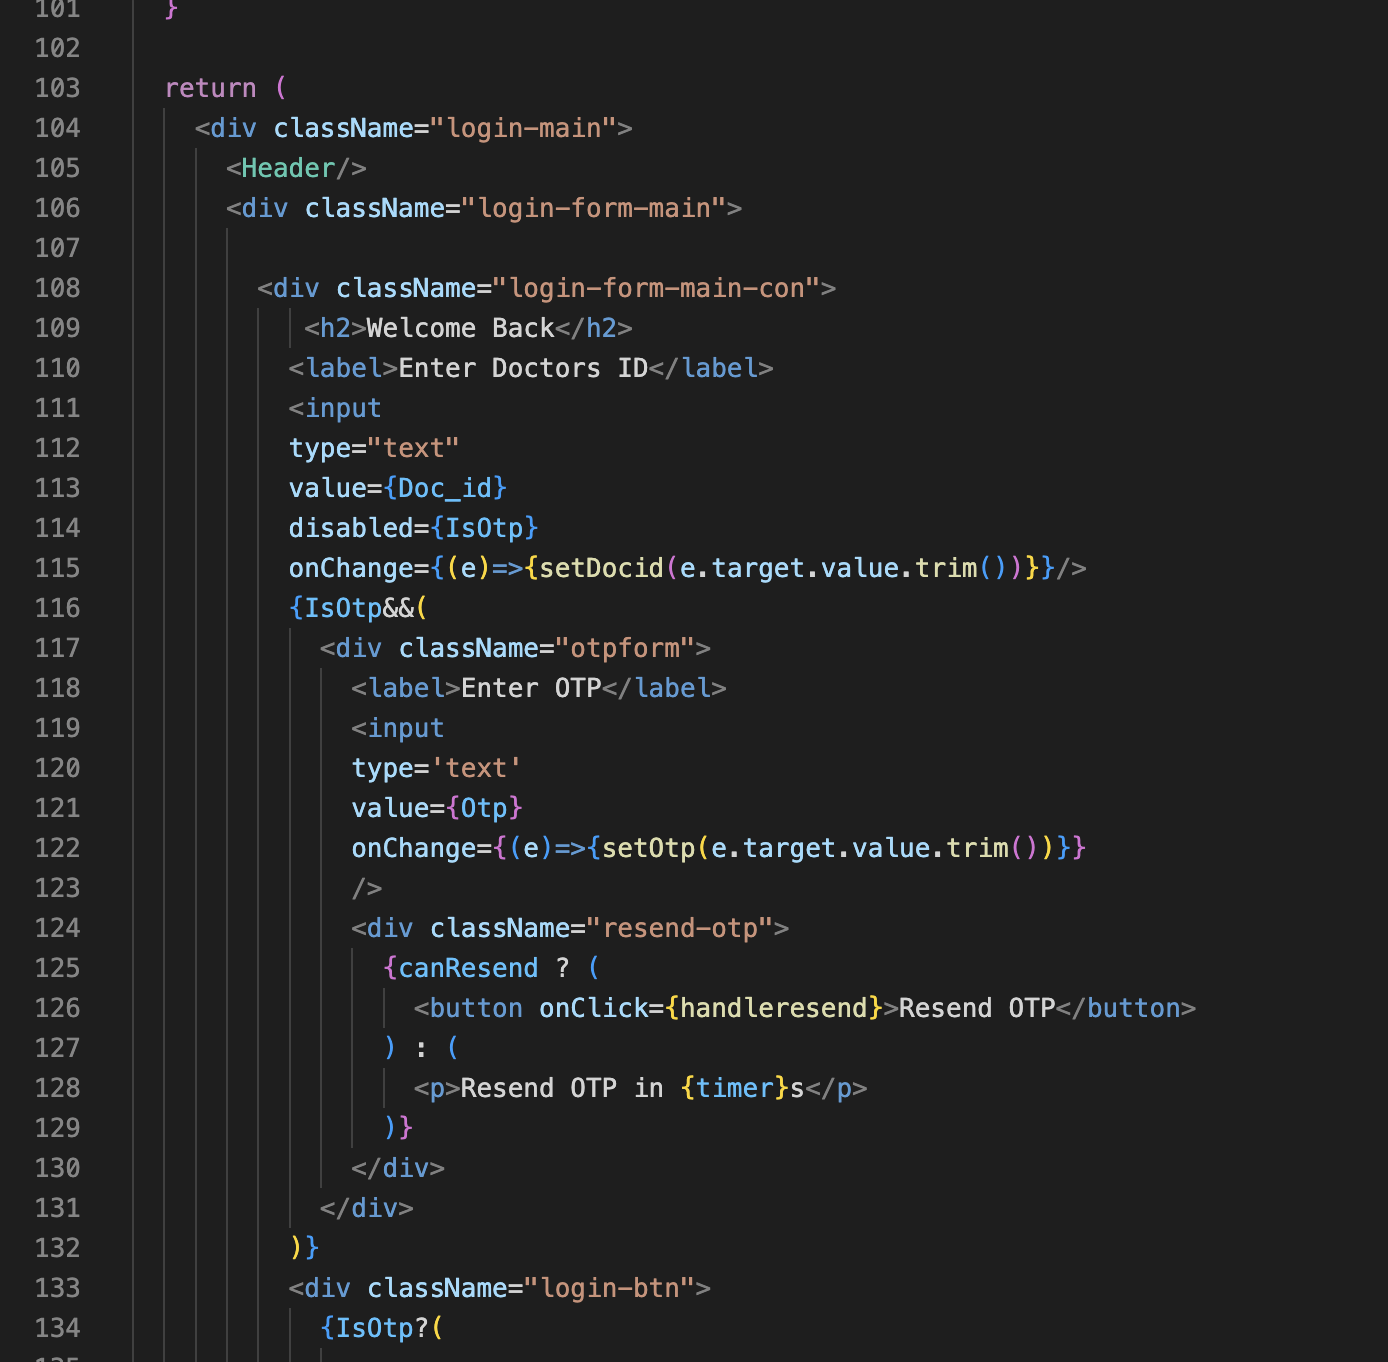 101 }
102
103 return (
104 <div className="login-main">
105 <Header/>
106 <div className="login-form-main">
107
108 <div className="login-form-main-con">
109 <h2>Welcome Back</h2>
110 <label>Enter Doctors ID</label>
111 <input
112 type="text"
113 value={Doc_id}
114 disabled={IsOtp}
115 onChange={(e)=>{setDocid(e.target.value.trim())}}/>
116 {IsOtp&&(
117 <div className="otpform">
118 <label>Enter OTP</label>
119 <input
120 type='text'
121 value={Otp}
122 onChange={(e)=>{setOtp(e.target.value.trim())}}
123 />
124 <div className="resend-otp">
125 {canResend ? (
126 <button onClick={handleresend}>Resend OTP</button>
127 ) : (
128 <p>Resend OTP in {timer}s</p>
129 )}
130 </div>
131 </div>
132 )}
133 <div className="login-btn">
134 {IsOtp?(